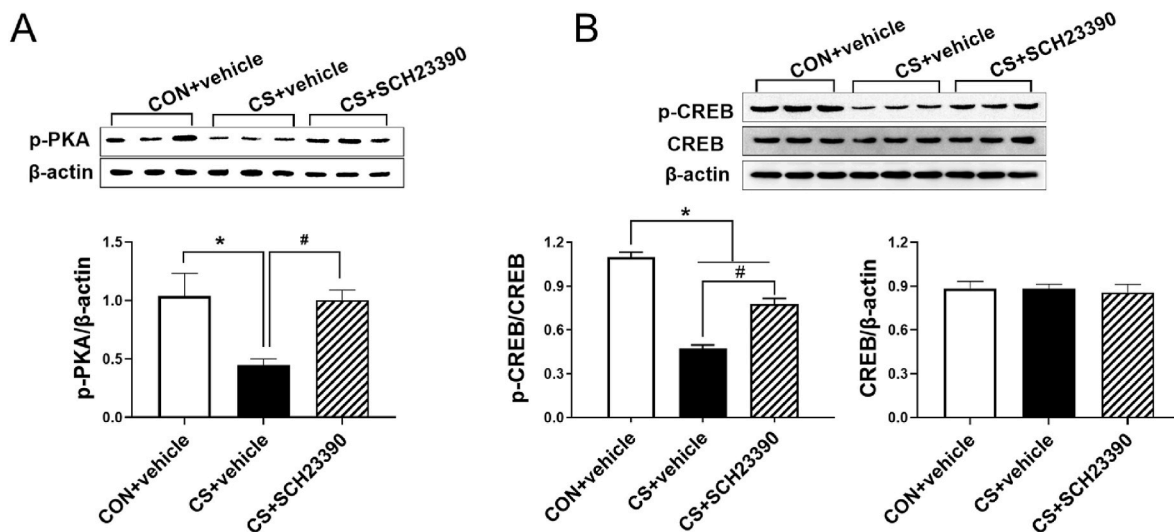 A
CON+vehicle
CS+vehicle
CS+SCH23390
p-PKA
β-actin
1.5
1.0
0.5
0.0
p-PKA/β-actin
*
#
CON+vehicle
CS+vehicle
CS+SCH23390
B
CON+vehicle
CS+vehicle
CS+SCH23390
p-CREB
CREB
β-actin
1.2
0.9
0.6
0.3
0.0
p-CREB/CREB
*
#
CON+vehicle
CS+vehicle
CS+SCH23390
1.2
0.9
0.6
0.3
0.0
CREB/β-actin
CON+vehicle
CS+vehicle
CS+SCH23390